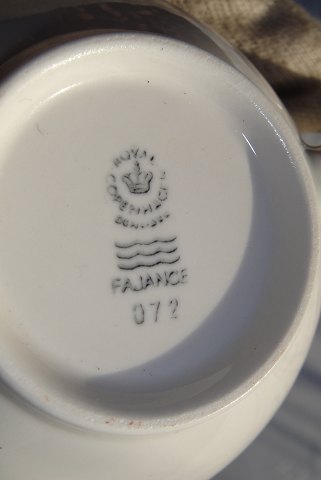 ROYAL
COPENHAGEN
DENMARK
FAJANCE
072